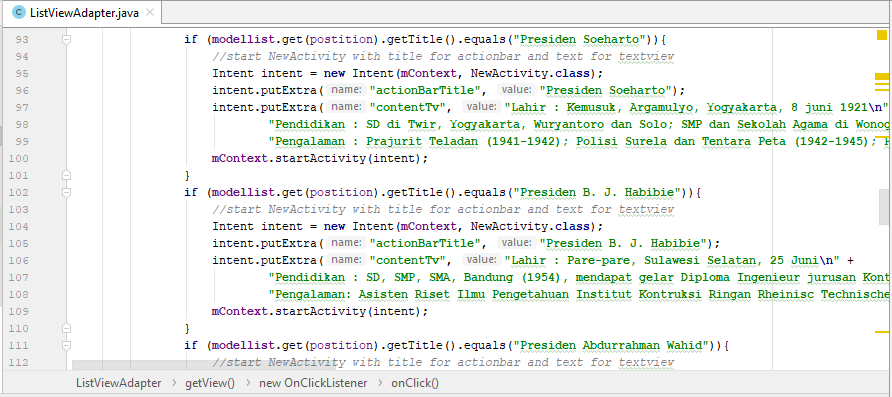 ListViewAdapter.java
93 if (modellist.get(postition).getTitle().equals("Presiden Soeharto")){
94 //start NewActivity with title for actionbar and text for textview
95 Intent intent = new Intent(mContext, NewActivity.class);
96 intent.putExtra( name: "actionBarTitle", value: "Presiden Soeharto");
97 intent.putExtra( name: "contentTv", value: "Lahir : Kemusuk, Argamulyo, Yogyakarta, 8 juni 1921\n"
98 "Pendidikan : SD di Twir, Yogyakarta, Wuryantoro dan Solo; SMP dan Sekolah Agama di Wonog
99 "Pengalaman : Prajurit Teladan (1941-1942); Polisi Surela dan Tentara Peta (1942-1945); P
100 mContext.startActivity(intent);
101 }
102 if (modellist.get(postition).getTitle().equals("Presiden B. J. Habibie")){
103 //start NewActivity with title for actionbar and text for textview
104 Intent intent = new Intent(mContext, NewActivity.class);
105 intent.putExtra( name: "actionBarTitle", value: "Presiden B. J. Habibie");
106 intent.putExtra( name: "contentTv", value: "Lahir : Pare-pare, Sulawesi Selatan, 25 Juni\n" +
107 "Pendidikan : SD, SMP, SMA, Bandung (1954), mendapat gelar Diploma Ingenieur jurusan Kont
108 "Pengalaman: Asisten Riset Ilmu Pengetahuan Institut Kontruksi Ringan Rheinisc Technische
109 mContext.startActivity(intent);
110 }
111 if (modellist.get(postition).getTitle().equals("Presiden Abdurrahman Wahid")){
112 //start NewActivity with title for actionbar and text for textview
ListViewAdapter › getView() › new OnClickListener › onClick()